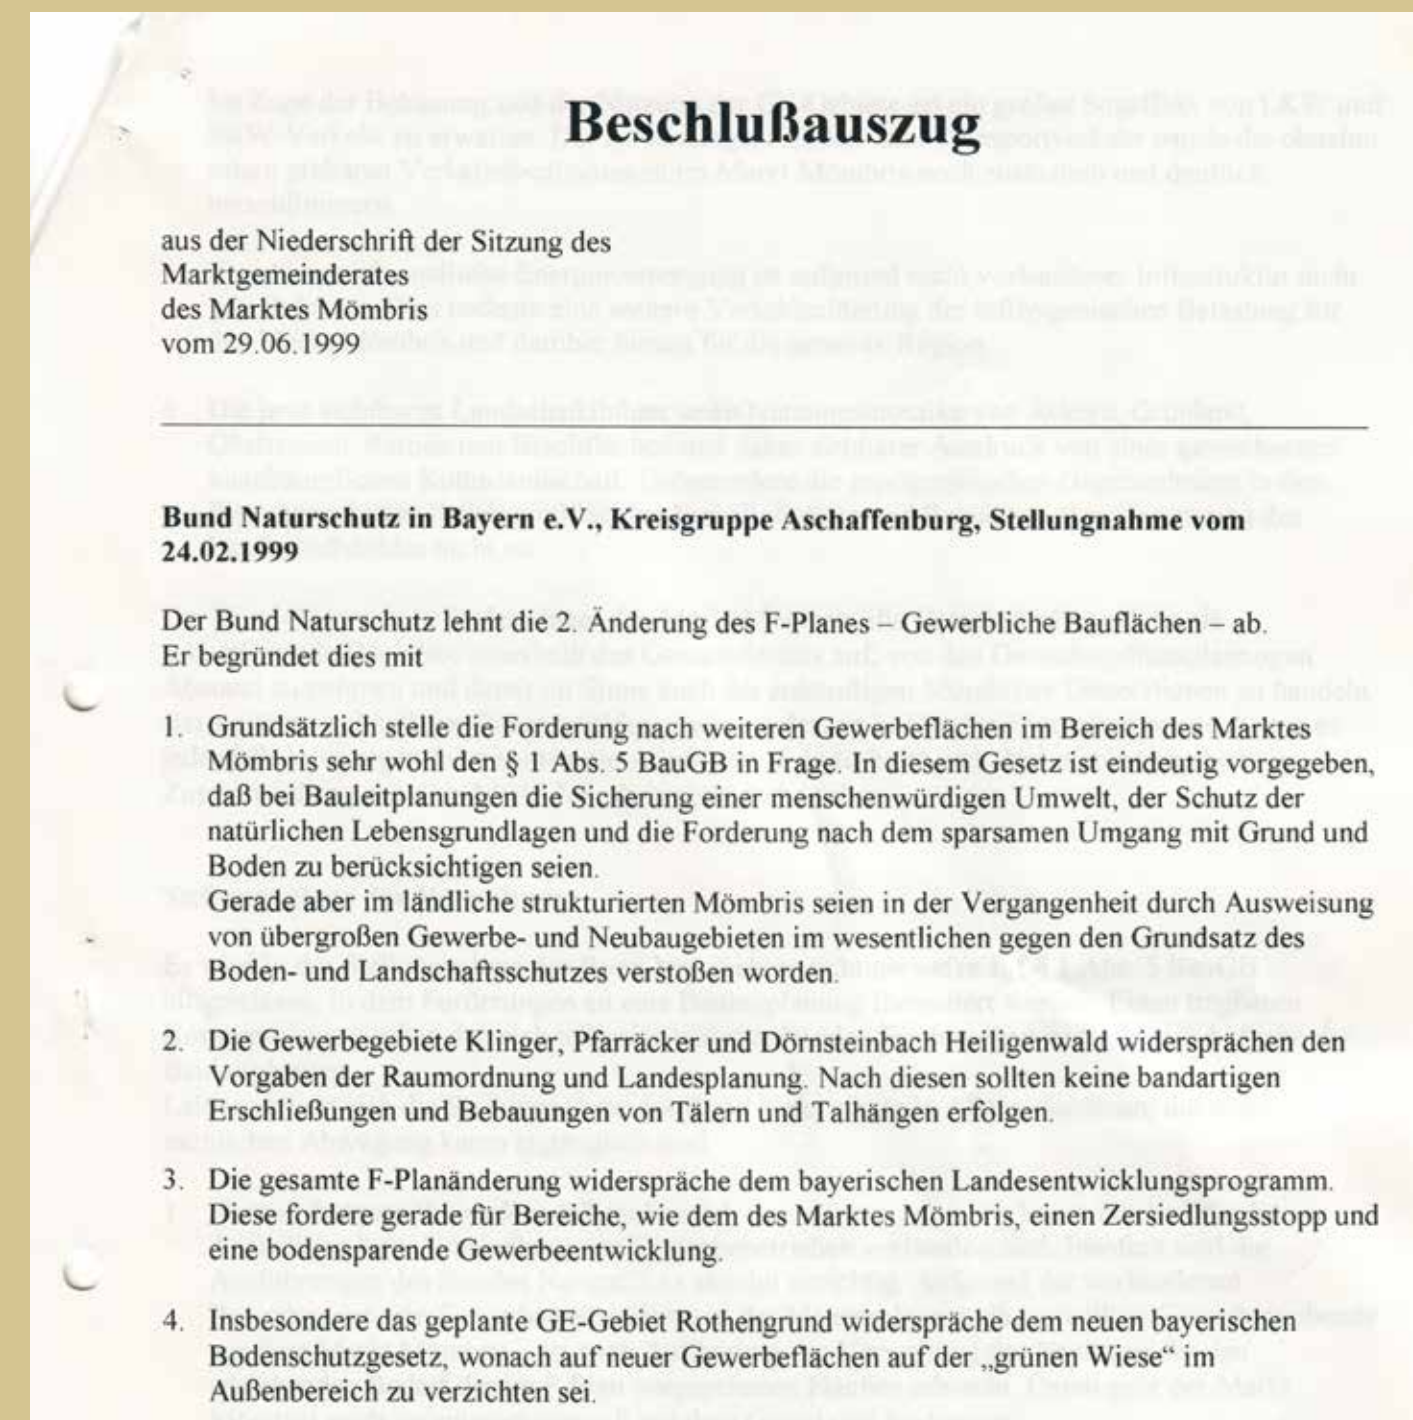 Beschlußauszug
aus der Niederschrift der Sitzung des
Marktgemeinderates
des Marktes Mömbris
vom 29.06.1999
Bund Naturschutz in Bayern e.V., Kreisgruppe Aschaffenburg, Stellungnahme vom
24.02.1999
Der Bund Naturschutz lehnt die 2. Änderung des F-Planes – Gewerbliche Bauflächen – ab.
Er begründet dies mit
1. Grundsätzlich stelle die Forderung nach weiteren Gewerbeflächen im Bereich des Marktes
Mömbris sehr wohl den § 1 Abs. 5 BauGB in Frage. In diesem Gesetz ist eindeutig vorgegeben,
daß bei Bauleitplanungen die Sicherung einer menschenwürdigen Umwelt, der Schutz der
natürlichen Lebensgrundlagen und die Forderung nach dem sparsamen Umgang mit Grund und
Boden zu berücksichtigen seien.
Gerade aber im ländliche strukturierten Mömbris seien in der Vergangenheit durch Ausweisung
von übergroßen Gewerbe- und Neubaugebieten im wesentlichen gegen den Grundsatz des
Boden- und Landschaftsschutzes verstoßen worden.
2. Die Gewerbegebiete Klinger, Pfarräcker und Dörnsteinbach Heiligenwald widersprächen den
Vorgaben der Raumordnung und Landesplanung. Nach diesen sollten keine bandartigen
Erschließungen und Bebauungen von Tälern und Talhängen erfolgen.
3. Die gesamte F-Planänderung widerspräche dem bayerischen Landesentwicklungsprogramm.
Diese fordere gerade für Bereiche, wie dem des Marktes Mömbris, einen Zersiedlungsstopp und
eine bodensparende Gewerbeentwicklung.
4. Insbesondere das geplante GE-Gebiet Rothengrund widerspräche dem neuen bayerischen
Bodenschutzgesetz, wonach auf neuer Gewerbeflächen auf der „grünen Wiese“ im
Außenbereich zu verzichten sei.